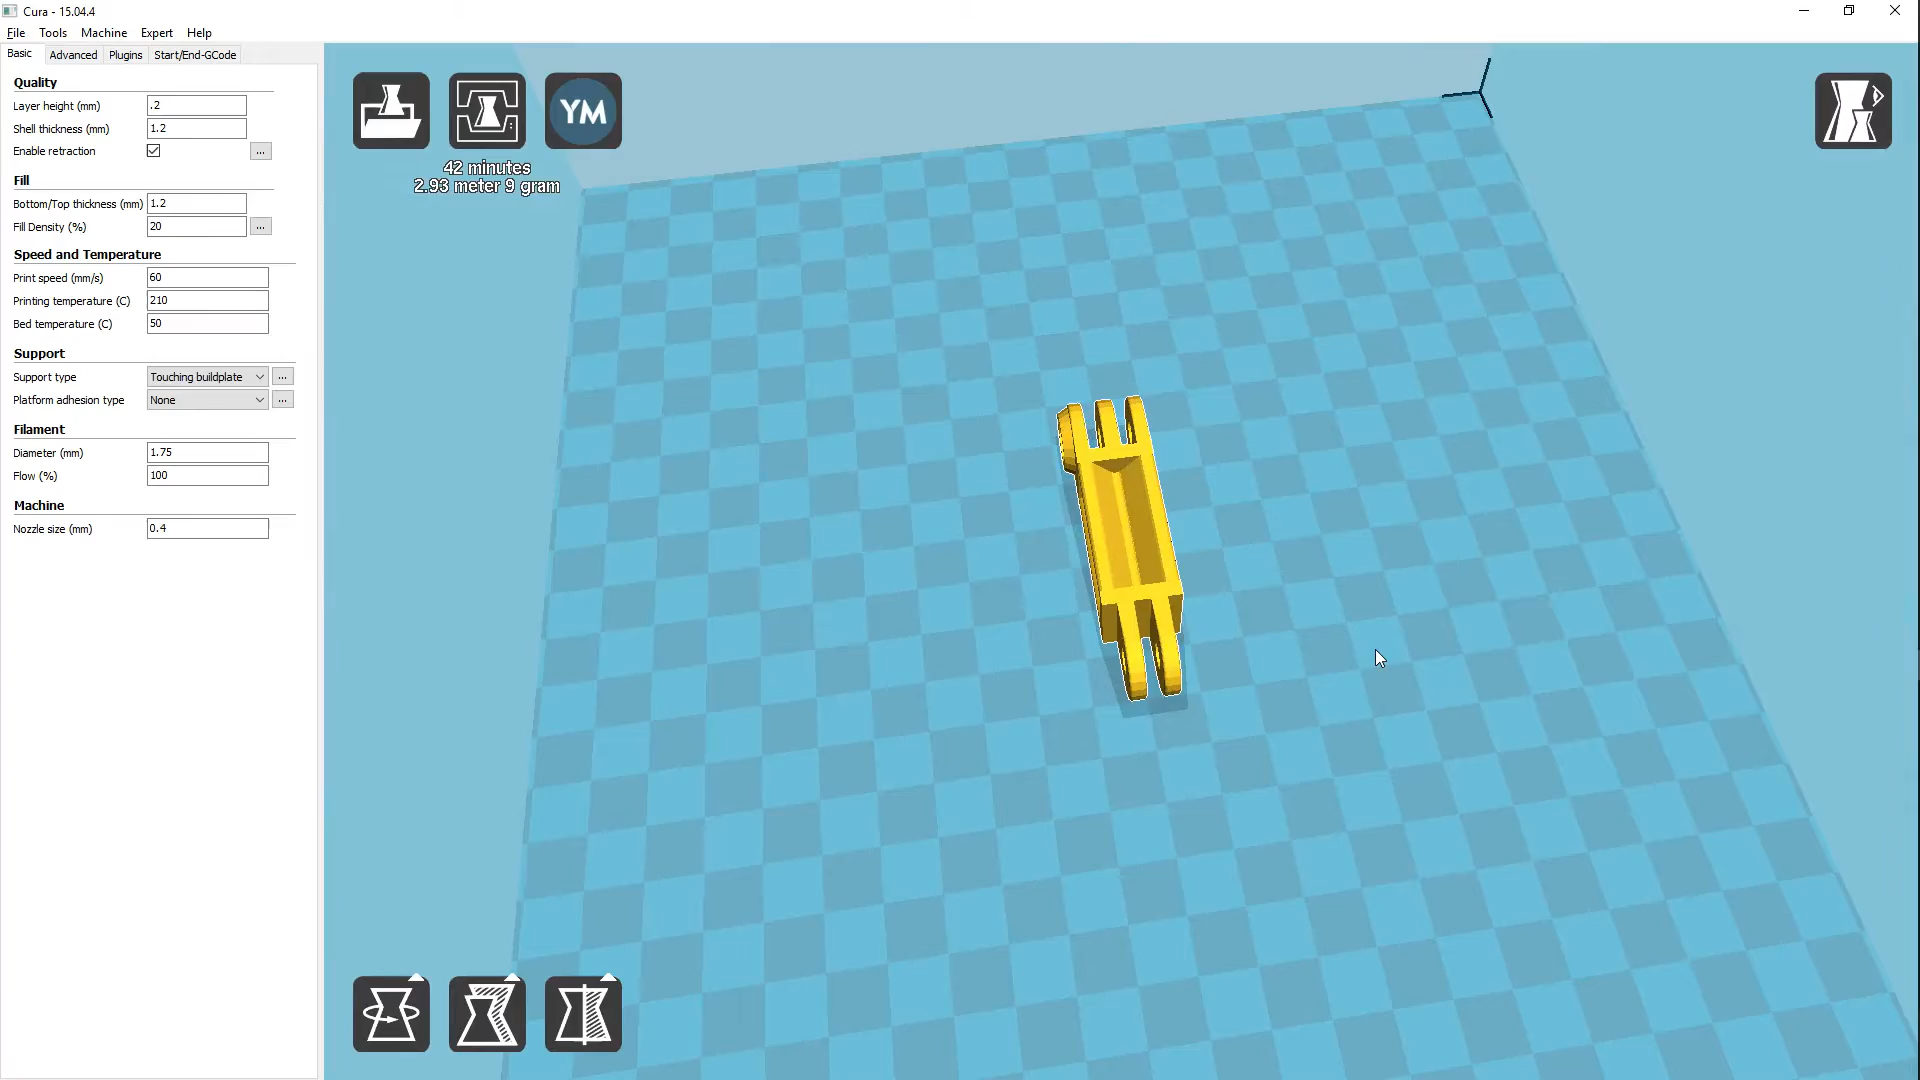 Cura - 15.04.4
File Tools Machine Expert Help
Basic Advanced Plugins Start/End-GCode
Quality
Layer height (mm) .2
Shell thickness (mm) 1.2
Enable retraction ...
Fill
Bottom/Top thickness (mm) 1.2
Fill Density (%) 20 ...
Speed and Temperature
Print speed (mm/s) 60
Printing temperature (C) 210
Bed temperature (C) 50
Support
Support type Touching buildplate ...
Platform adhesion type None ...
Filament
Diameter (mm) 1.75
Flow (%) 100
Machine
Nozzle size (mm) 0.4
YM
42 minutes
2.93 meter 9 gram